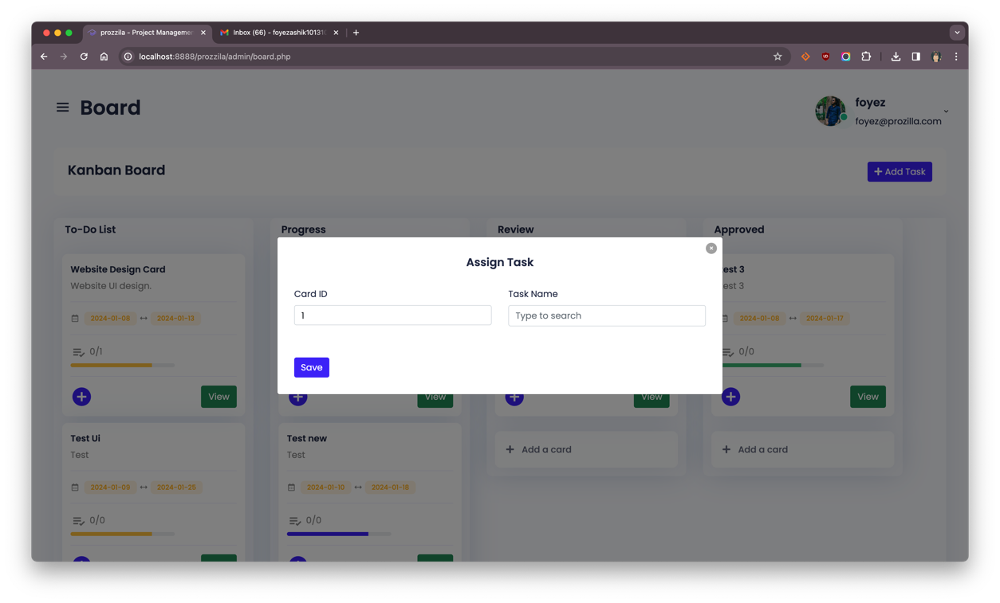 prozzila - Project Managemen
Inbox (66) - foyezashik10131
localhost:8888/prozzila/admin/board.php
Board
foyez
foyez@prozilla.com
Kanban Board
Add Task
To-Do List
Progress
Review
Approved
Assign Task
Card ID
Task Name
1
Type to search
Save
Website Design Card
Website UI design.
2024-01-08
2024-01-13
0/1
View
View
View
est 3
est 3
2024-01-06
2024-01-17
0/0
View
Test Ui
Test
2024-01-09
2024-01-25
0/0
Test new
Test
2024-01-10
2024-01-18
0/0
Add a card
Add a card